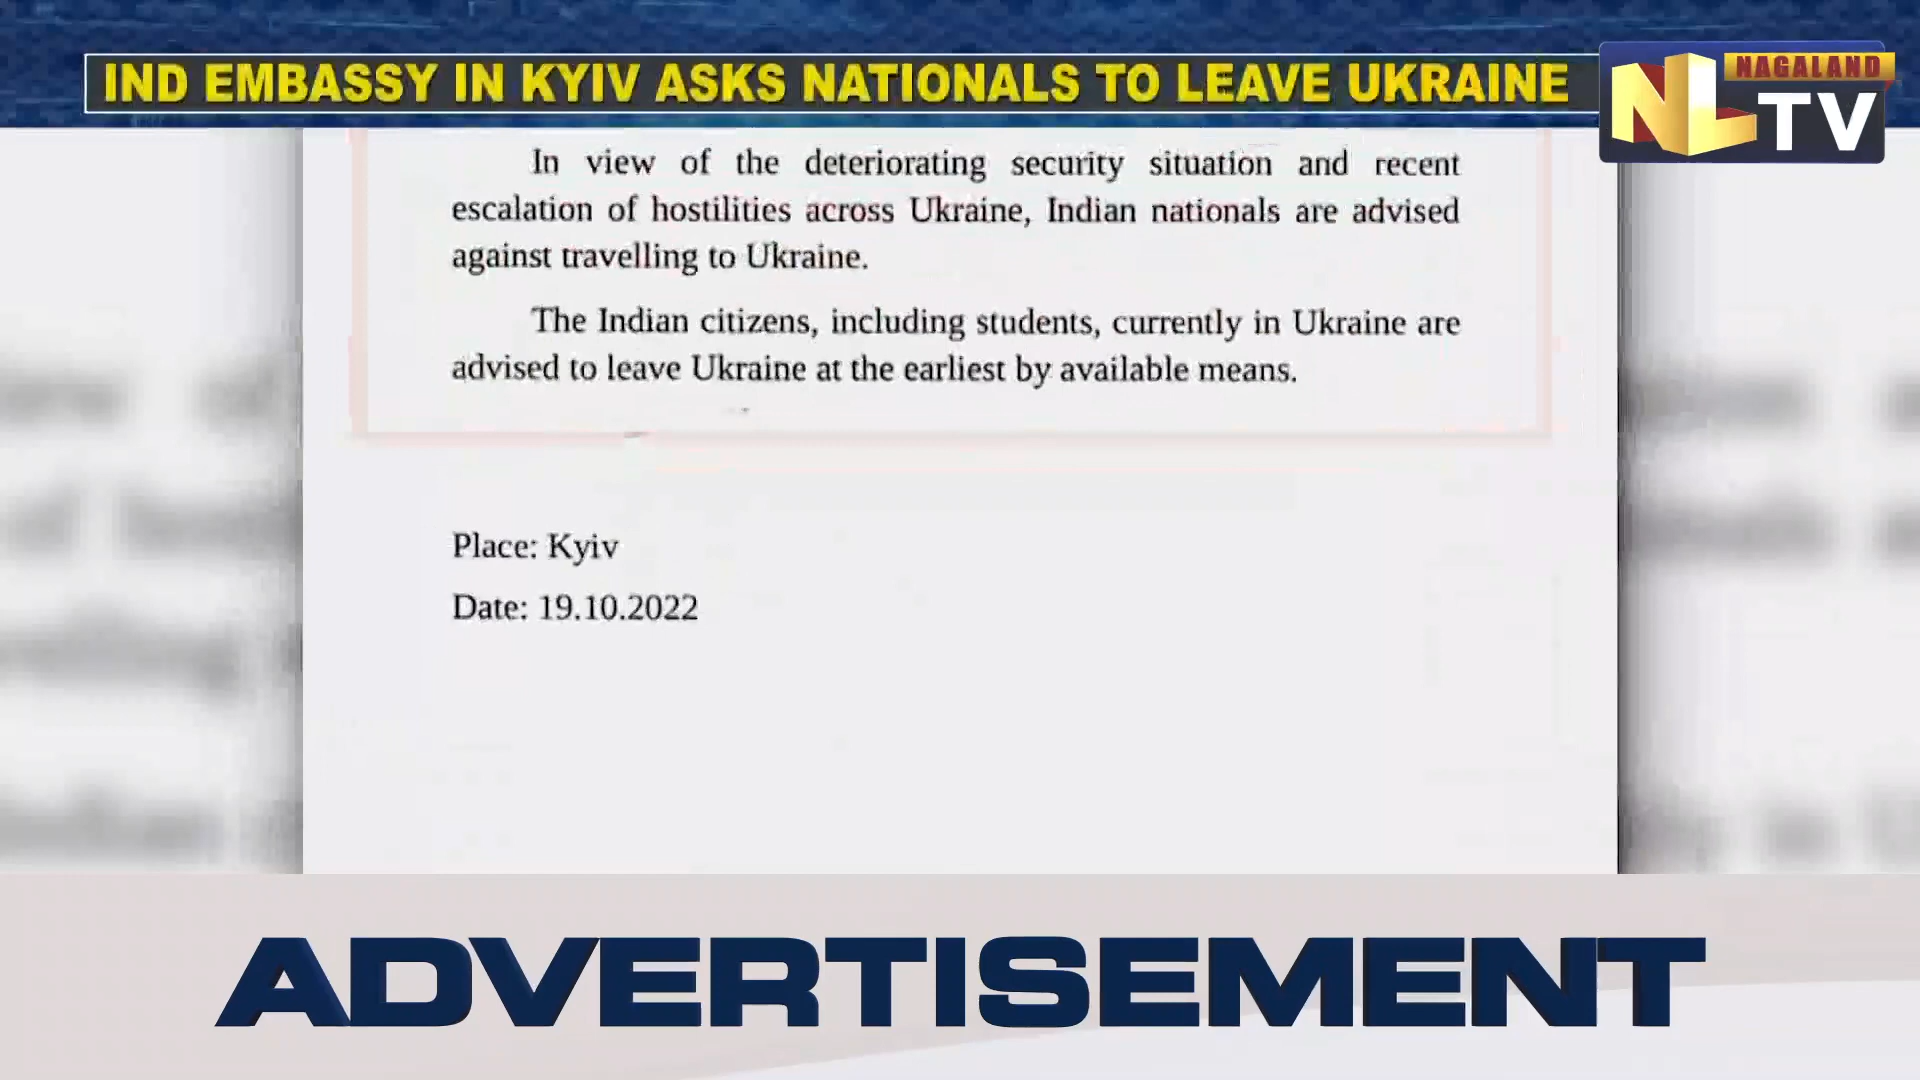 IND EMBASSY IN KYIV ASKS NATIONALS TO LEAVE UKRAINE
NAGALAND
NL TV
In view of the deteriorating security situation and recent
escalation of hostilities across Ukraine, Indian nationals are advised
against travelling to Ukraine.
The Indian citizens, including students, currently in Ukraine are
advised to leave Ukraine at the earliest by available means.
Place: Kyiv
Date: 19.10.2022
ADVERTISEMENT